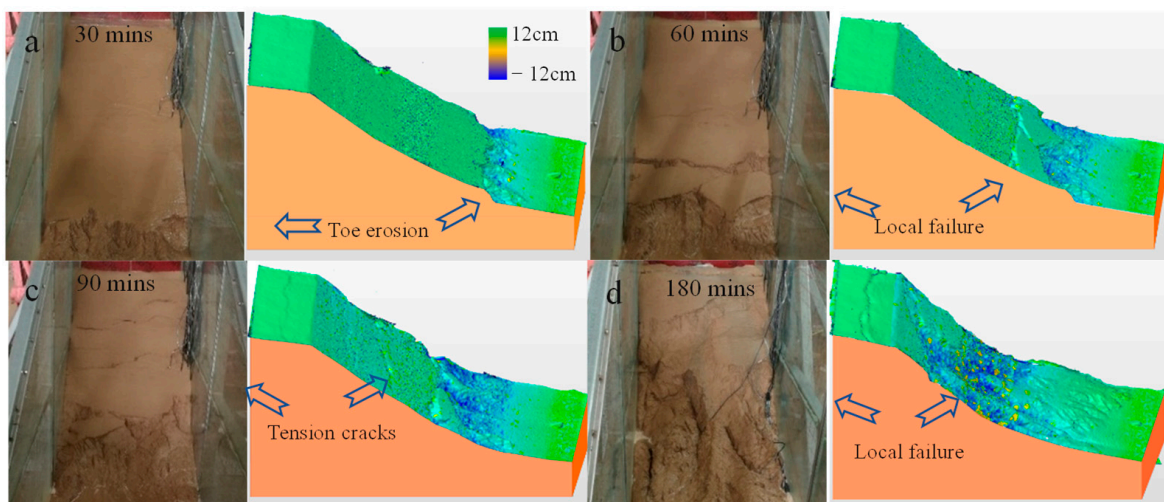 a
30 mins
12cm
− 12cm
Toe erosion
b
60 mins
Local failure
c
90 mins
Tension cracks
d
180 mins
Local failure